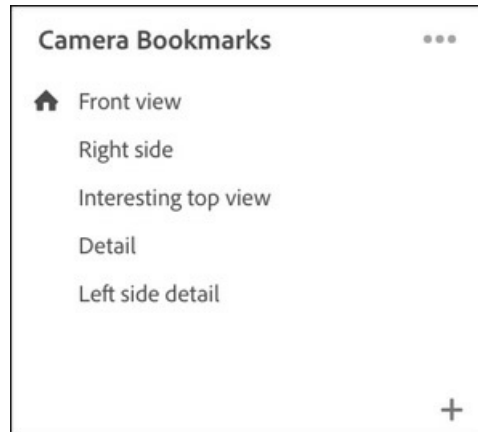 Camera Bookmarks
Front view
Right side
Interesting top view
Detail
Left side detail